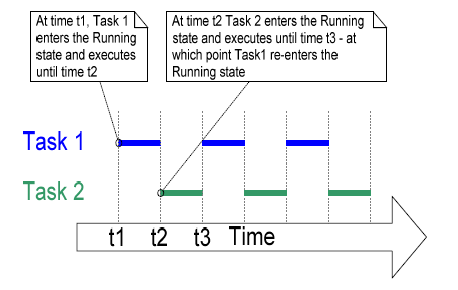 At time t1, Task 1
enters the Running
state and executes
until time t2
At time t2 Task 2 enters the Running
state and executes until time t3 - at
which point Task1 re-enters the
Running state
Task 1
Task 2
t1 t2 t3 Time